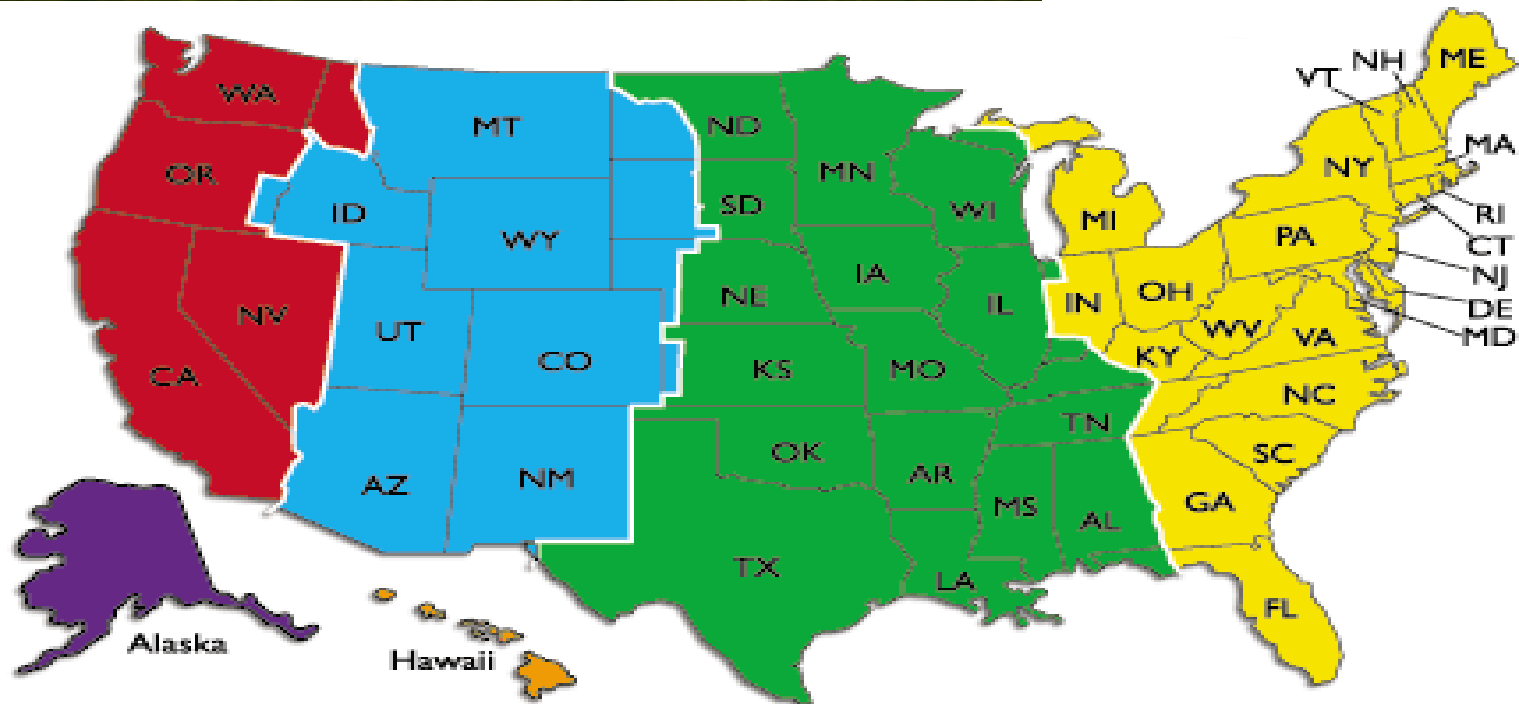 ME
NH
VT
WA
MT
ND
MA
OR
MN
NY
ID
SD
WI
MI
RI
WY
PA
CT
IA
NJ
NE
IL
IN
OH
DE
NV
UT
WV
VA
MD
CO
KY
CA
KS
MO
NC
TN
OK
SC
AZ
NM
AR
GA
MS
AL
TX
LA
FL
Alaska
Hawaii